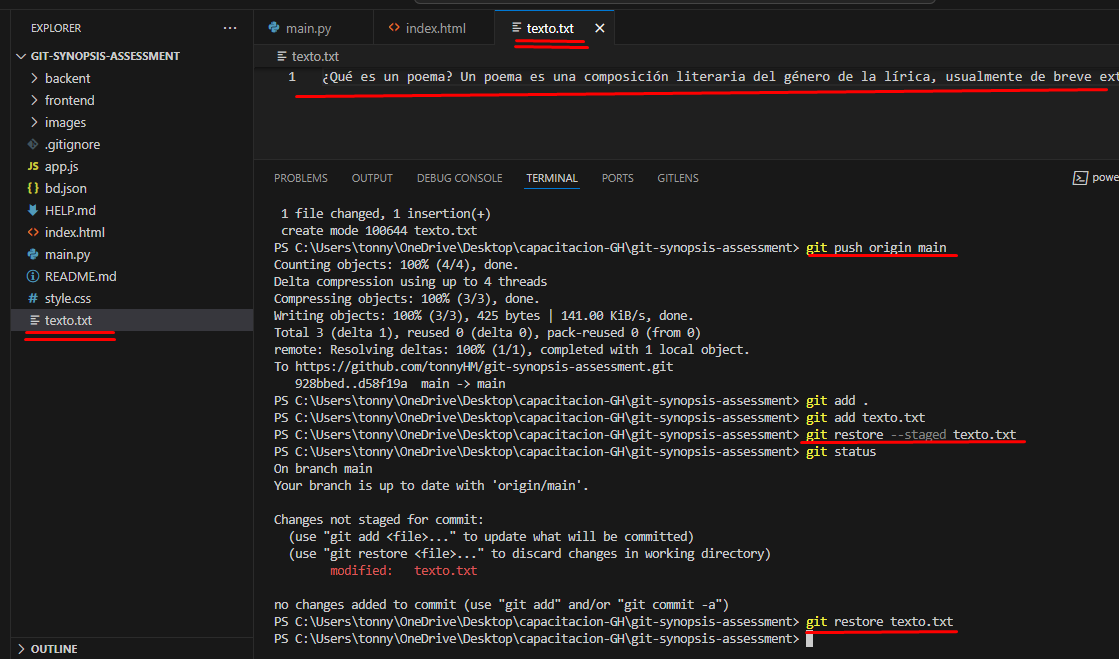 EXPLORER ...
GIT-SYNOPSIS-ASSESSMENT
backent
frontend
images
.gitignore
JS app.js
{} bd.json
HELP.md
<> index.html
main.py
README.md
# style.css
texto.txt
OUTLINE
main.py <> index.html texto.txt
texto.txt
1 ¿Qué es un poema? Un poema es una composición literaria del género de la lírica, usualmente de breve ext
PROBLEMS OUTPUT DEBUG CONSOLE TERMINAL PORTS GITLENS powe
1 file changed, 1 insertion(+)
create mode 100644 texto.txt
PS C:\Users\tonny\OneDrive\Desktop\capacitacion-GH\git-synopsis-assessment> git push origin main
Counting objects: 100% (4/4), done.
Delta compression using up to 4 threads
Compressing objects: 100% (3/3), done.
Writing objects: 100% (3/3), 425 bytes | 141.00 KiB/s, done.
Total 3 (delta 1), reused 0 (delta 0), pack-reused 0 (from 0)
remote: Resolving deltas: 100% (1/1), completed with 1 local object.
To https://github.com/tonnyHM/git-synopsis-assessment.git
928bbed..d58f19a main -> main
PS C:\Users\tonny\OneDrive\Desktop\capacitacion-GH\git-synopsis-assessment> git add .
PS C:\Users\tonny\OneDrive\Desktop\capacitacion-GH\git-synopsis-assessment> git add texto.txt
PS C:\Users\tonny\OneDrive\Desktop\capacitacion-GH\git-synopsis-assessment> git restore --staged texto.txt
PS C:\Users\tonny\OneDrive\Desktop\capacitacion-GH\git-synopsis-assessment> git status
On branch main
Your branch is up to date with 'origin/main'.
Changes not staged for commit:
(use "git add <file>..." to update what will be committed)
(use "git restore <file>..." to discard changes in working directory)
modified: texto.txt
no changes added to commit (use "git add" and/or "git commit -a")
PS C:\Users\tonny\OneDrive\Desktop\capacitacion-GH\git-synopsis-assessment> git restore texto.txt
PS C:\Users\tonny\OneDrive\Desktop\capacitacion-GH\git-synopsis-assessment>